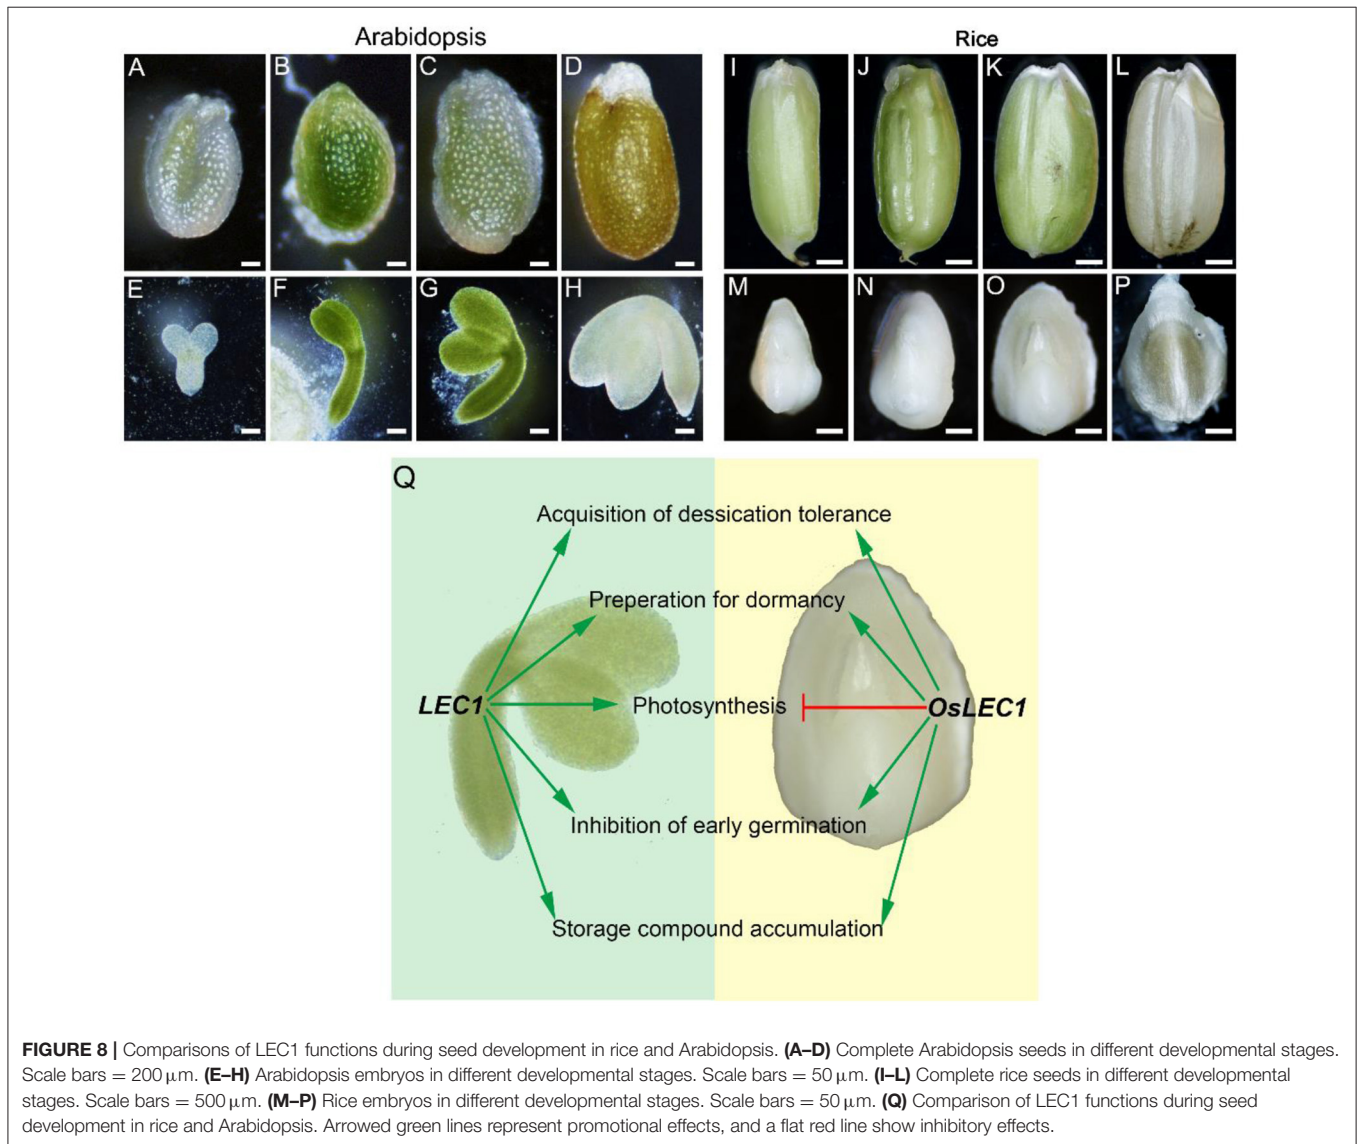 Arabidopsis
Rice
A
B
C
D
I
J
K
L
E
F
G
H
M
N
O
P
Q
Acquisition of dessication tolerance
Preperation for dormancy
LEC1
Photosynthesis
OsLEC1
Inhibition of early germination
Storage compound accumulation
FIGURE 8 | Comparisons of LEC1 functions during seed development in rice and Arabidopsis. (A–D) Complete Arabidopsis seeds in different developmental stages.
Scale bars = 200 μm. (E–H) Arabidopsis embryos in different developmental stages. Scale bars = 50 μm. (I–L) Complete rice seeds in different developmental
stages. Scale bars = 500 μm. (M–P) Rice embryos in different developmental stages. Scale bars = 50 μm. (Q) Comparison of LEC1 functions during seed
development in rice and Arabidopsis. Arrowed green lines represent promotional effects, and a flat red line show inhibitory effects.